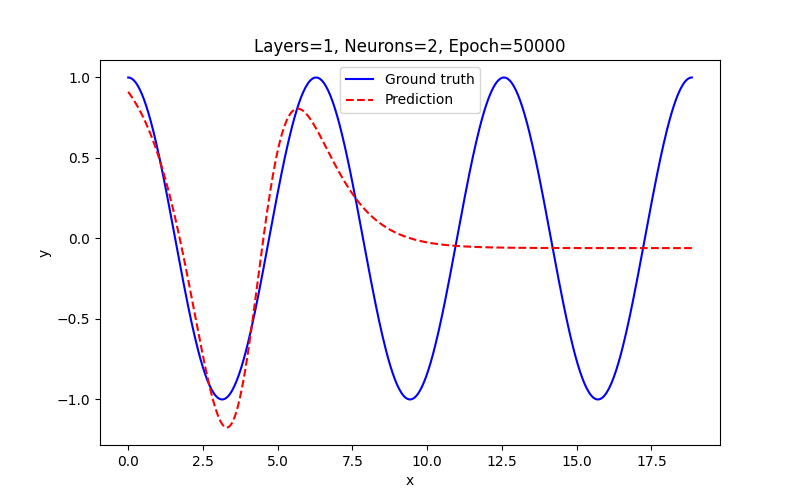 Layers=1, Neurons=2, Epoch=50000
Ground truth
Prediction
1.0
0.5
0.0
−0.5
−1.0
y
0.0 2.5 5.0 7.5 10.0 12.5 15.0 17.5
x